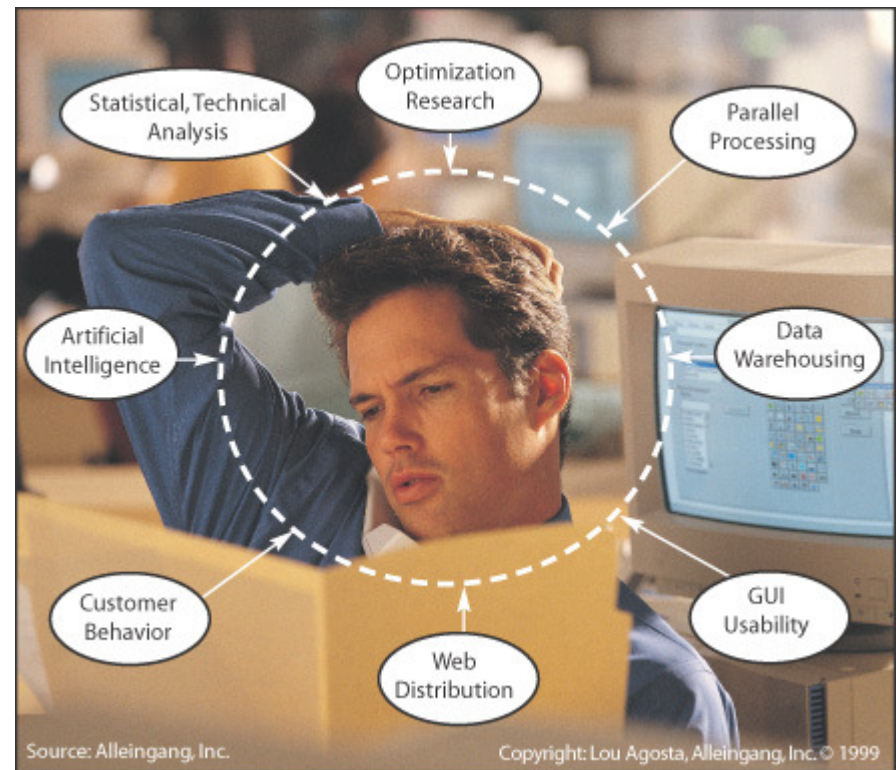 Optimization
Research
Statistical, Technical
Analysis
Parallel
Processing
Artificial
Intelligence
Data
Warehousing
Customer
Behavior
GUI
Usability
Web
Distribution
Source: Alleingang, Inc.
Copyright: Lou Agosta, Alleingang, Inc. © 1999